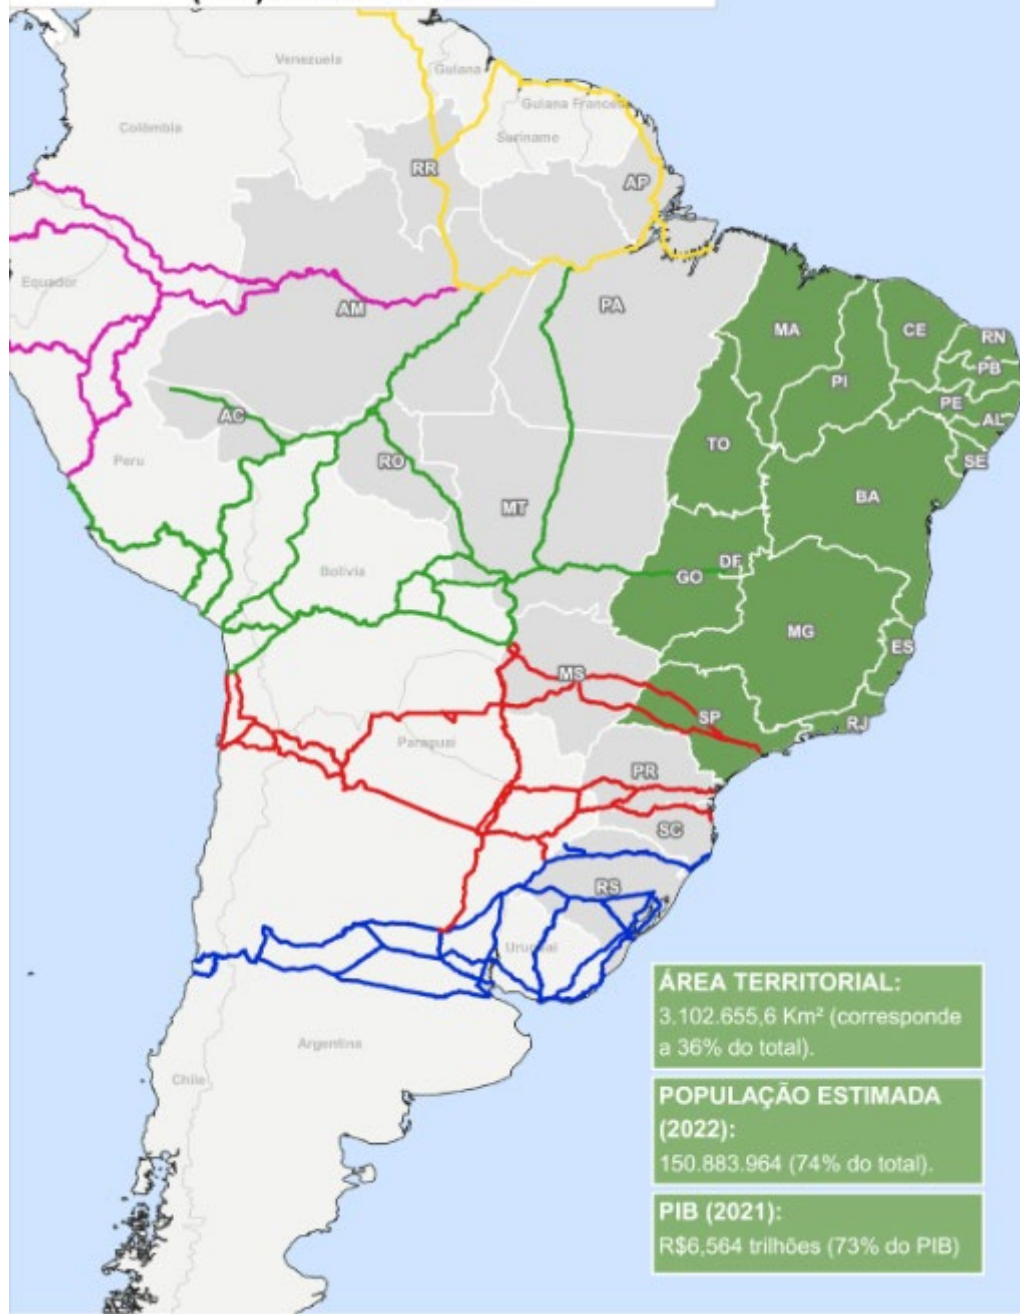 Venezuela
Guiana
Guiana Francesa
Suriname
Colômbia
RR
AP
Equador
AM
PA
MA
CE
RN
PB
PI
PE
AL
AC
TO
SE
Peru
RO
BA
MT
DF
GO
Bolívia
MG
ES
MS
SP
RJ
Paraguai
PR
SC
RS
Uruguai
Argentina
Chile
ÁREA TERRITORIAL:
3.102.655,6 Km² (corresponde
a 36% do total).
POPULAÇÃO ESTIMADA
(2022):
150.883.964 (74% do total).
PIB (2021):
R$6,564 trilhões (73% do PIB)